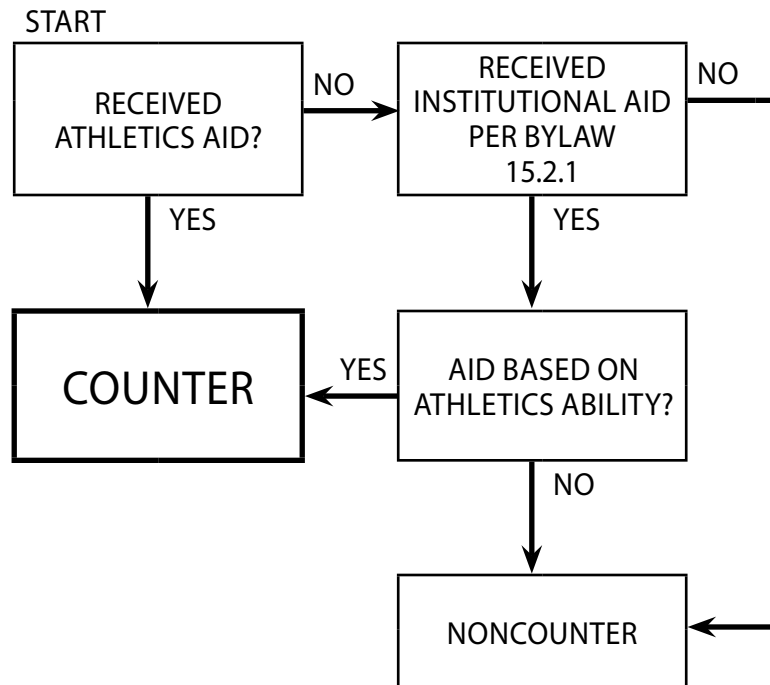 START
RECEIVED
ATHLETICS AID?
NO
RECEIVED
INSTITUTIONAL AID
PER BYLAW
15.2.1
NO
YES
YES
COUNTER
YES
AID BASED ON
ATHLETICS ABILITY?
NO
NONCOUNTER